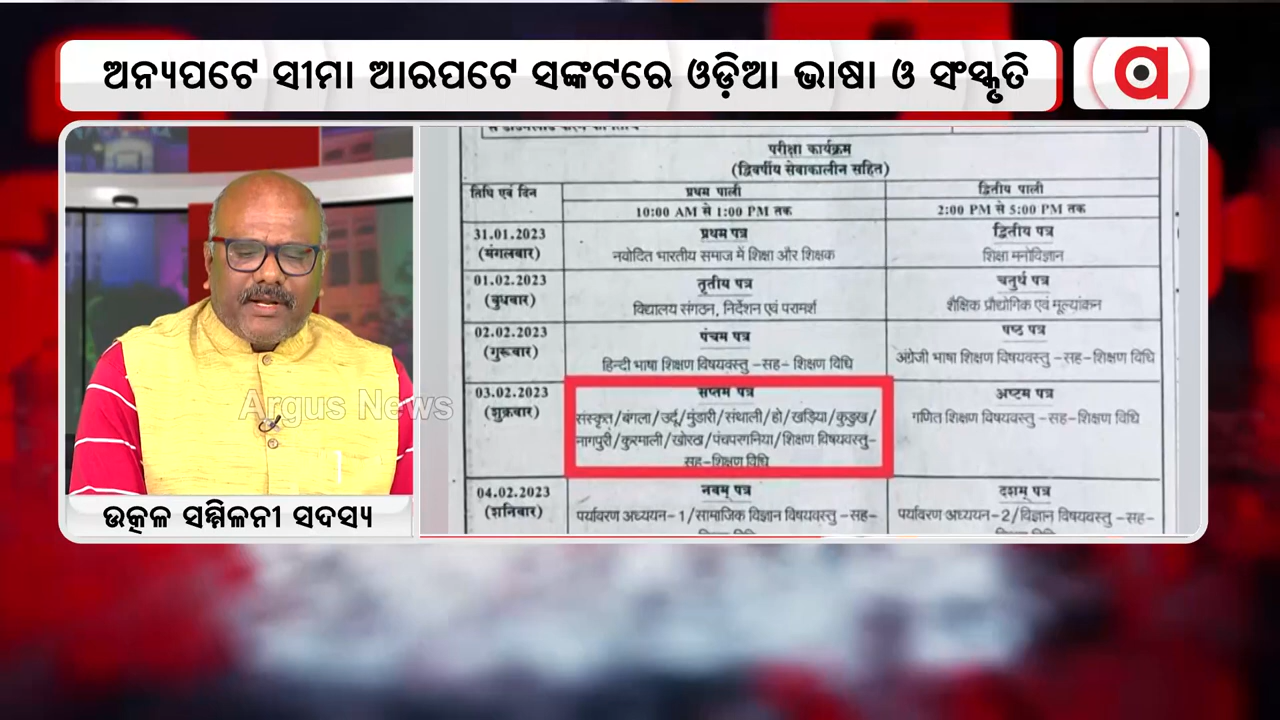 ଅନ୍ୟପଟେ ସୀମା ଆରପଟେ ସଙ୍କଟରେ ଓଡ଼ିଆ ଭାଷା ଓ ସଂସ୍କୃତି
a
परीक्षा कार्यक्रम
(द्विवर्षीय सेवाकालीन सहित)
तिथि एवं दिन प्रथम पाली द्वितीय पाली
10:00 AM से 1:00 PM तक 2:00 PM से 5:00 PM तक
31.01.2023 प्रथम पत्र द्वितीय पत्र
(मंगलबार) नवोदित भारतीय समाज में शिक्षा और शिक्षक शिक्षा मनोविज्ञान
01.02.2023 तृतीय पत्र चतुर्थ पत्र
(बुधबार) विद्यालय संगठन, निर्देशन एवं परामर्श शैक्षिक प्रौद्योगिक एवं मूल्यांकन
02.02.2023 पंचम पत्र षष्ठ पत्र
(गुरूबार) हिन्दी भाषा शिक्षण विषयवस्तु -सह- शिक्षण विधि अंग्रेजी भाषा शिक्षण विषयवस्तु -सह-शिक्षण विधि
03.02.2023 सप्तम पत्र अष्टम पत्र
(शुक्रबार) संस्कृत/बंगला/उर्दू/मुंडारी/संथाली/हो/खड़िया/कुडुख/ गणित शिक्षण विषयवस्तु -सह-शिक्षण विधि
नागपुरी/कुरमाली/खोरठा/पंचपरगनिया/शिक्षण विषयवस्तु-
सह-शिक्षण विधि
04.02.2023 नवम् पत्र दशम् पत्र
(शनिबार) पर्यावरण अध्ययन-1/सामाजिक विज्ञान विषयवस्तु -सह- पर्यावरण अध्ययन-2/विज्ञान विषयवस्तु -सह-
Argus News
ଉତ୍କଳ ସମ୍ମିଳନୀ ସଦସ୍ୟ